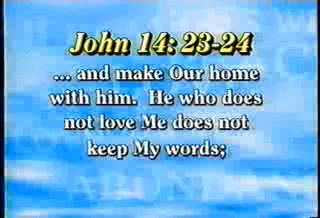 John 14: 23-24
... and make Our home
with him. He who does
not love Me does not
keep My words;